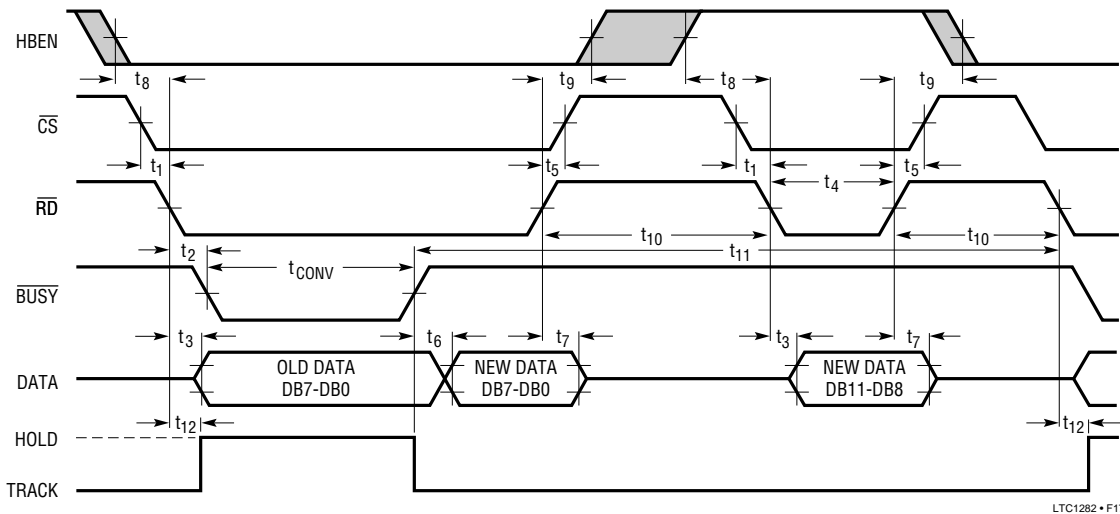 HBEN
t8 t9 t8 t9
CS
t1 t5 t1 t5
t4
RD
t2 t10 t10
tCONV t11
BUSY
t3 t6 t7 t3 t7
DATA
OLD DATA DB7-DB0
NEW DATA DB7-DB0
NEW DATA DB11-DB8
t12 t12
HOLD
TRACK
LTC1282 • F1